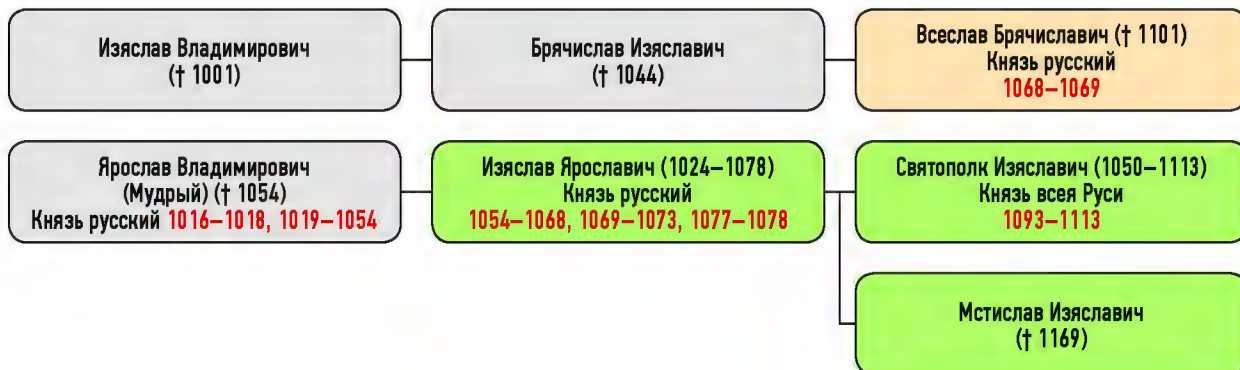 Изяслав Владимирович
(† 1001)
Брячислав Изяславич
(† 1044)
Всеслав Брячиславич († 1101)
Князь русский
1068–1069
Ярослав Владимирович
(Мудрый) († 1054)
Князь русский 1016–1018, 1019–1054
Изяслав Ярославич (1024–1078)
Князь русский
1054–1068, 1069–1073, 1077–1078
Святополк Изяславич (1050–1113)
Князь всея Руси
1093–1113
Мстислав Изяславич
(† 1169)